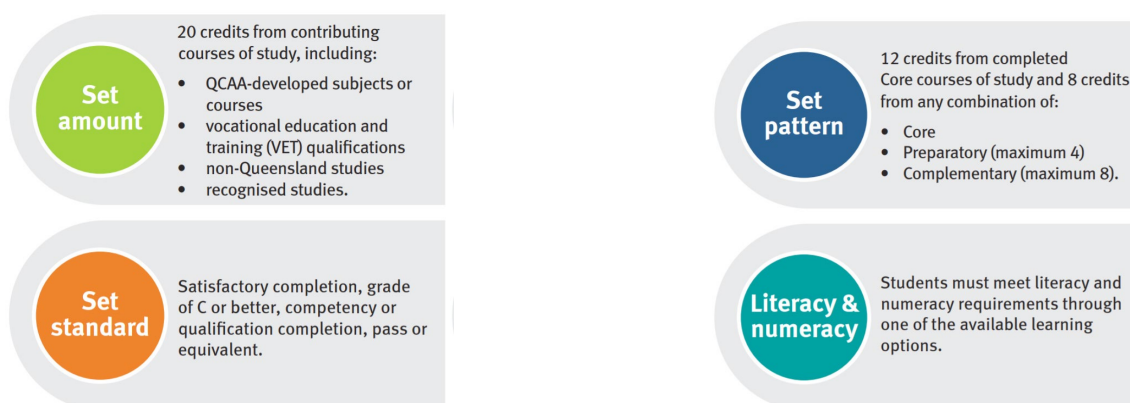 Set
amount
20 credits from contributing
courses of study, including:
• QCAA-developed subjects or
courses
• vocational education and
training (VET) qualifications
• non-Queensland studies
• recognised studies.
Set
pattern
12 credits from completed
Core courses of study and 8 credits
from any combination of:
• Core
• Preparatory (maximum 4)
• Complementary (maximum 8).
Set
standard
Satisfactory completion, grade
of C or better, competency or
qualification completion, pass or
equivalent.
Literacy &
numeracy
Students must meet literacy and
numeracy requirements through
one of the available learning
options.